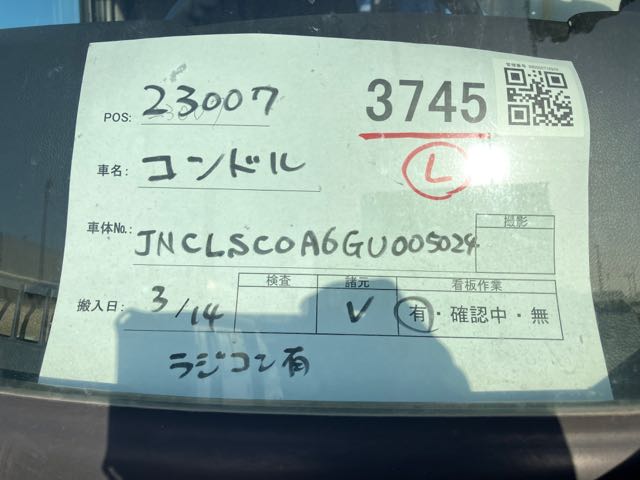 POS: 23007
3745
L
車名: コンドル
車体No.: JNCLSC0A6GU005024
撮影
検査 諸元 看板作業
搬入日: 3/14 V 有・確認中・無
ラジコン有